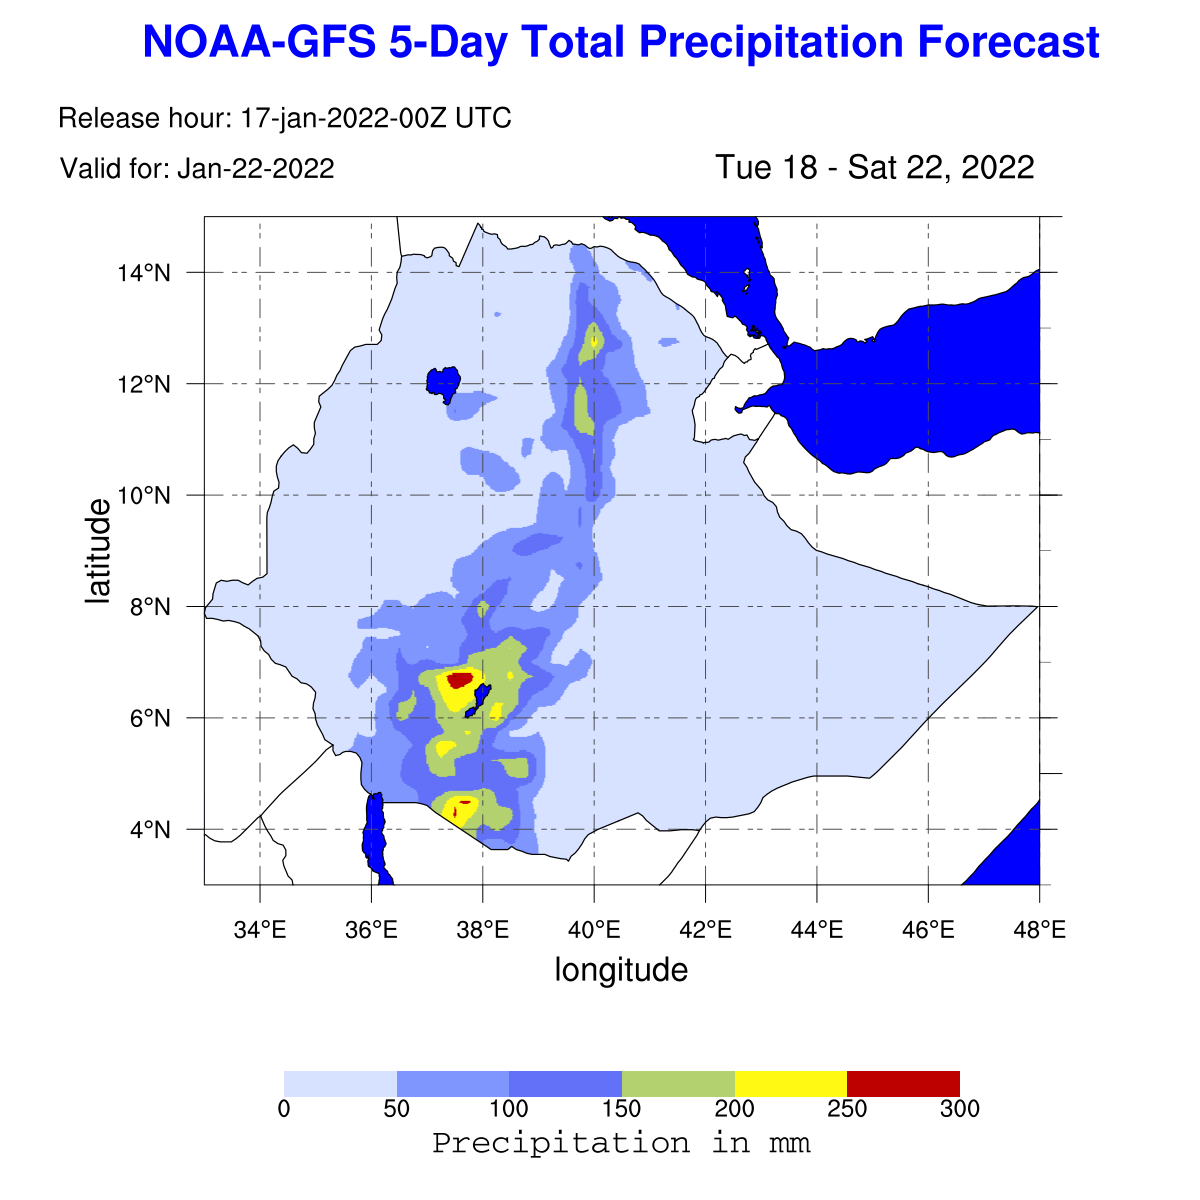 NOAA-GFS 5-Day Total Precipitation Forecast
Release hour: 17-jan-2022-00Z UTC
Valid for: Jan-22-2022
Tue 18 - Sat 22, 2022
14°N
12°N
10°N
8°N
6°N
4°N
latitude
34°E 36°E 38°E 40°E 42°E 44°E 46°E 48°E
longitude
0 50 100 150 200 250 300
Precipitation in mm